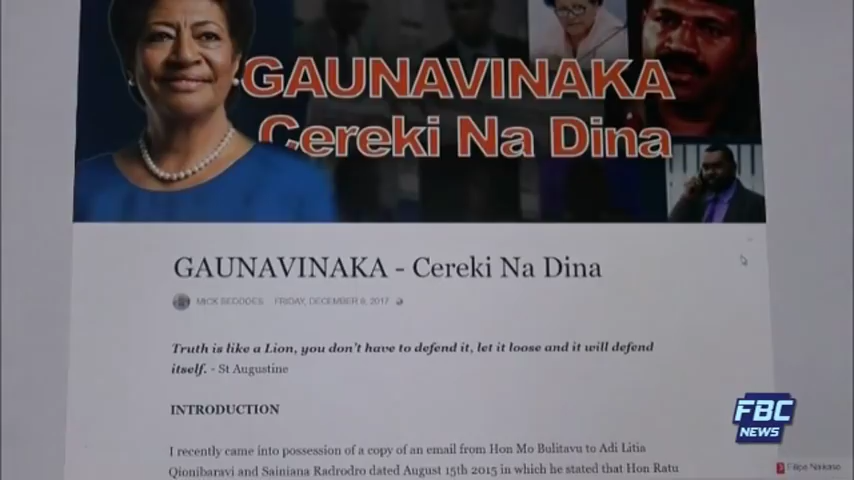 GAUNAVINAKA
Cereki Na Dina
GAUNAVINAKA - Cereki Na Dina
MICK BEDDOES FRIDAY, DECEMBER 8, 2017
Truth is like a Lion, you don't have to defend it, let it loose and it will defend
itself. - St Augustine
INTRODUCTION
I recently came into possession of a copy of an email from Hon Mo Bulitavu to Adi Litia
Qionibaravi and Sainiana Radrodro dated August 15th 2015 in which he stated that Hon Ratu
FBC
NEWS